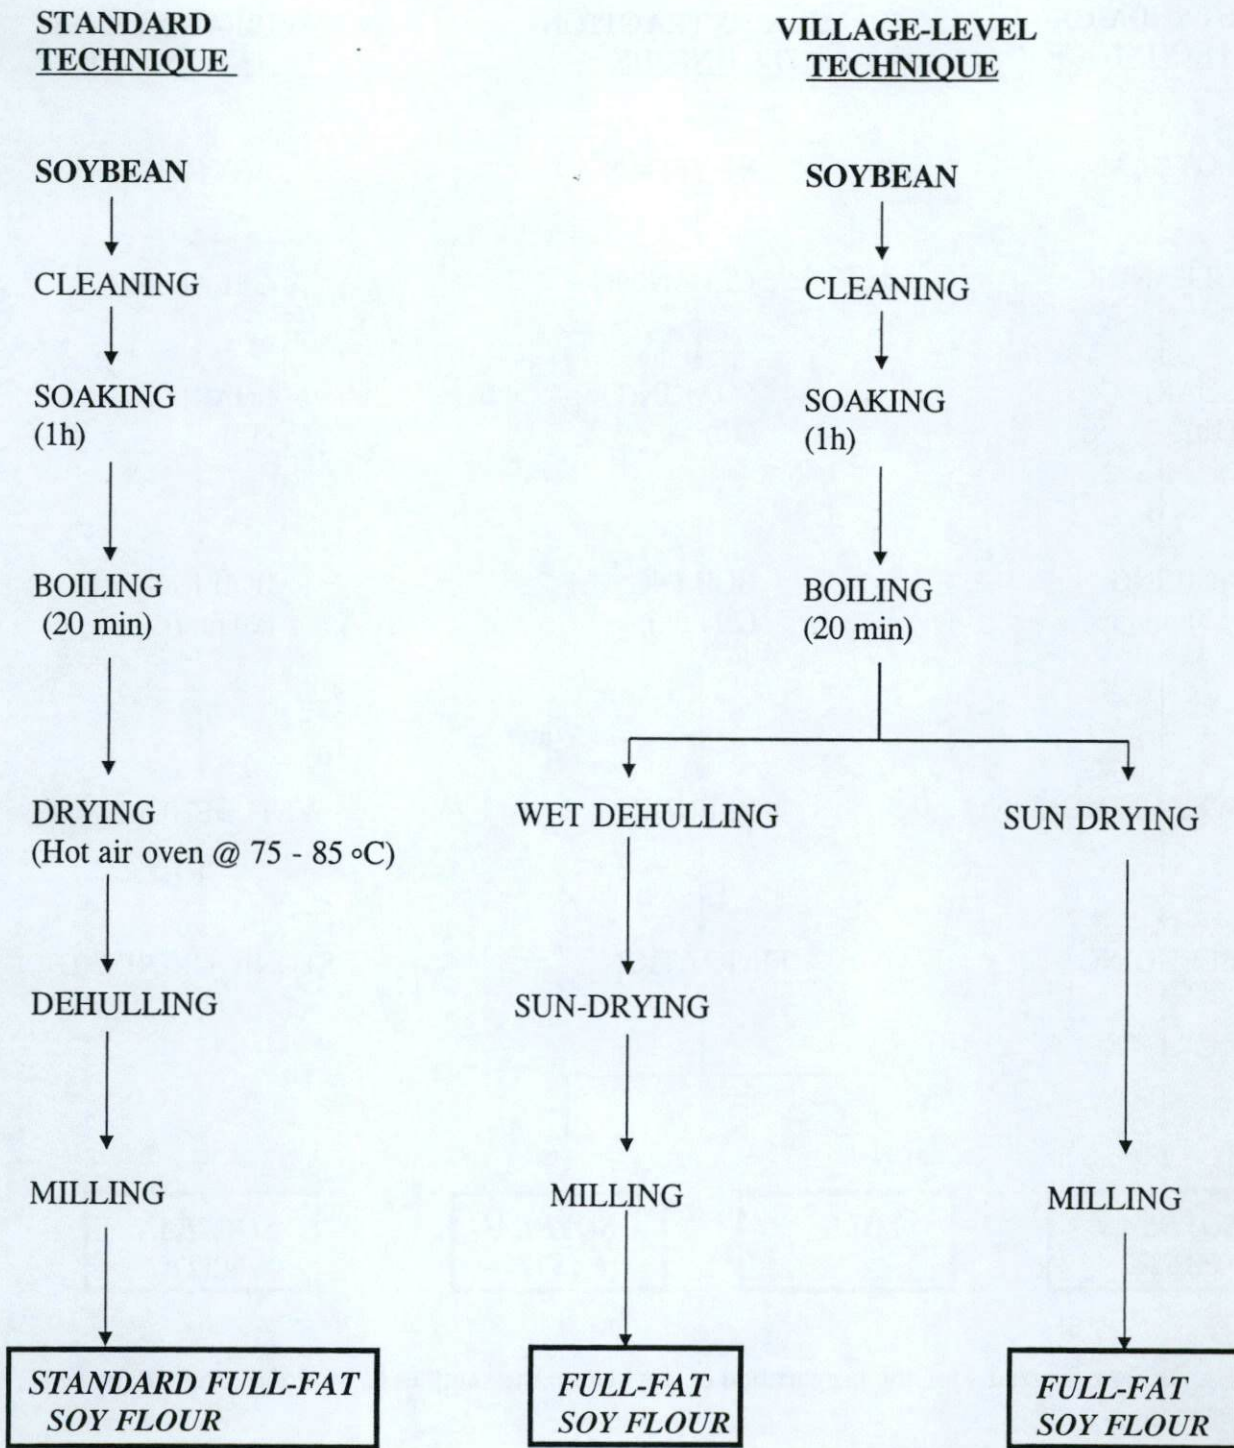 STANDARD
TECHNIQUE
SOYBEAN
CLEANING
SOAKING
(1h)
BOILING
(20 min)
DRYING
(Hot air oven @ 75 - 85 °C)
DEHULLING
MILLING
STANDARD FULL-FAT
SOY FLOUR
VILLAGE-LEVEL
TECHNIQUE
SOYBEAN
CLEANING
SOAKING
(1h)
BOILING
(20 min)
WET DEHULLING
SUN-DRYING
MILLING
FULL-FAT
SOY FLOUR
SUN DRYING
MILLING
FULL-FAT
SOY FLOUR